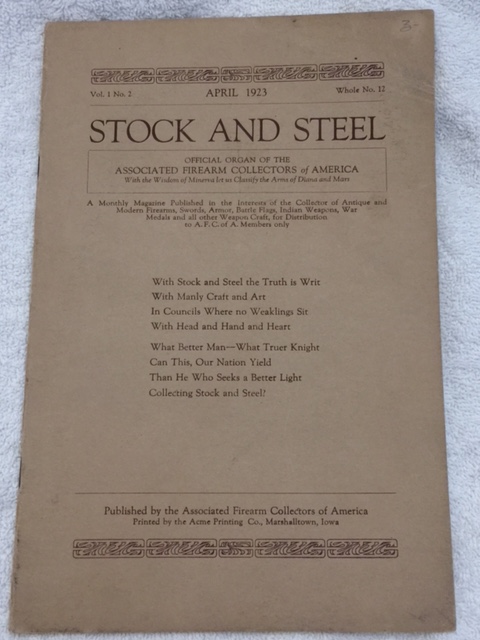 3-
Vol. 1 No. 2 APRIL 1923 Whole No. 12
STOCK AND STEEL
OFFICIAL ORGAN OF THE
ASSOCIATED FIREARM COLLECTORS of AMERICA
With the Wisdom of Minerva let us Classify the Arms of Diana and Mars
A Monthly Magazine Published in the Interests of the Collector of Antique and
Modern Firearms, Swords, Armor, Battle Flags, Indian Weapons, War
Medals and all other Weapon Craft, for Distribution
to A. F. C. of A. Members only
With Stock and Steel the Truth is Writ
With Manly Craft and Art
In Councils Where no Weaklings Sit
With Head and Hand and Heart
What Better Man—What Truer Knight
Can This, Our Nation Yield
Than He Who Seeks a Better Light
Collecting Stock and Steel?
Published by the Associated Firearm Collectors of America
Printed by the Acme Printing Co., Marshalltown, Iowa